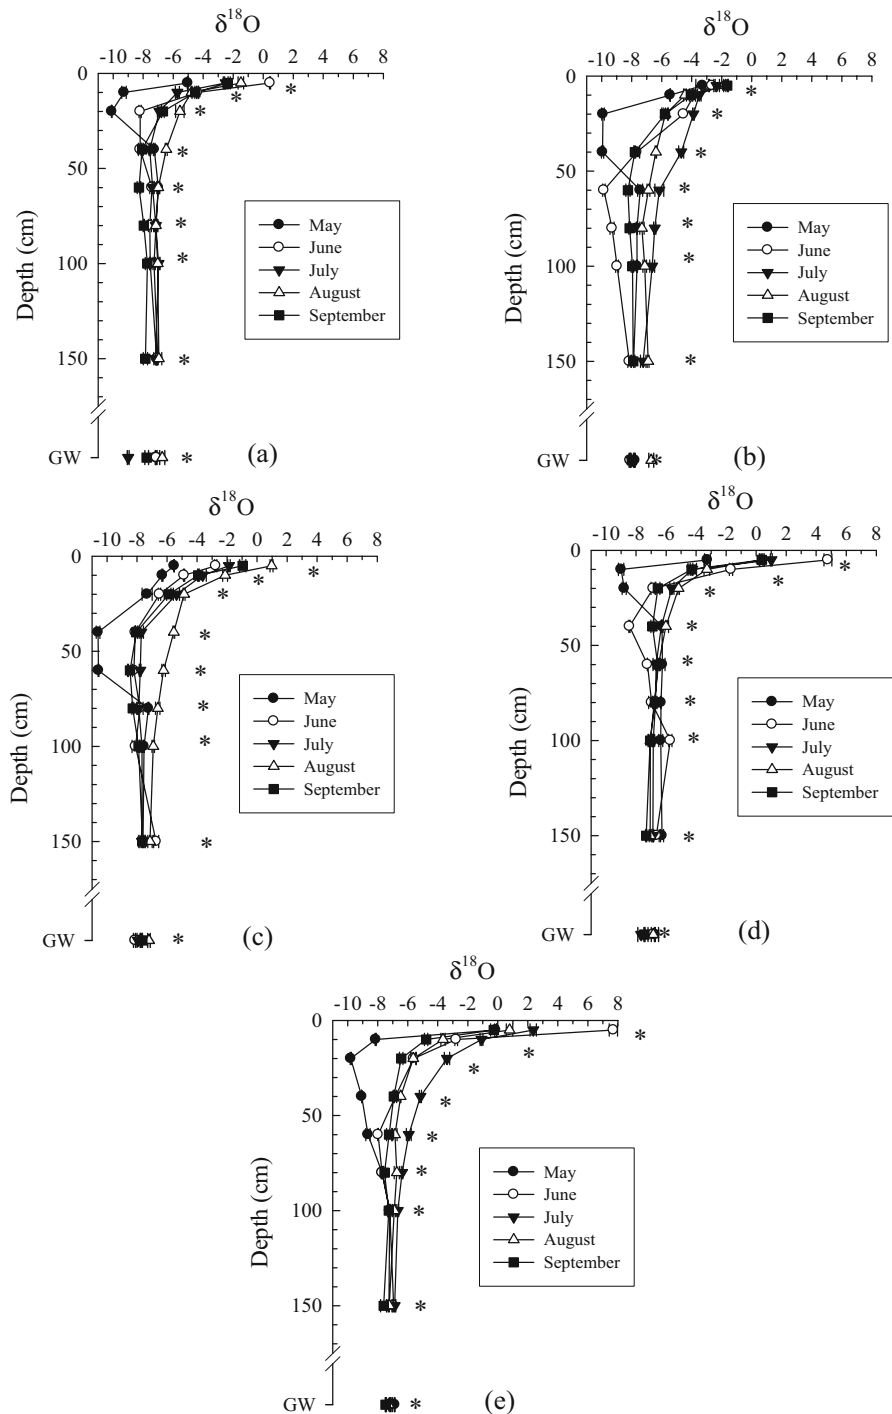 δ18O
-10 -8 -6 -4 -2 0 2 4 6 8
0
*
*
*
*
50
*
*
May
June
July
August
September
Depth (cm)
100
*
150
*
GW
*
(a)
δ18O
-10 -8 -6 -4 -2 0 2 4 6 8
0
*
*
*
50
*
*
May
June
July
August
September
Depth (cm)
100
*
150
*
GW
*
(b)
δ18O
-10 -8 -6 -4 -2 0 2 4 6 8
0
*
*
*
*
50
*
*
May
June
July
August
September
Depth (cm)
100
*
150
*
GW
*
(c)
δ18O
-10 -8 -6 -4 -2 0 2 4 6 8
0
*
*
*
*
50
*
*
May
June
July
August
September
Depth (cm)
100
*
150
*
GW
*
(d)
δ18O
-10 -8 -6 -4 -2 0 2 4 6 8
0
*
*
*
*
50
*
*
May
June
July
August
September
Depth (cm)
100
*
150
*
GW
*
(e)